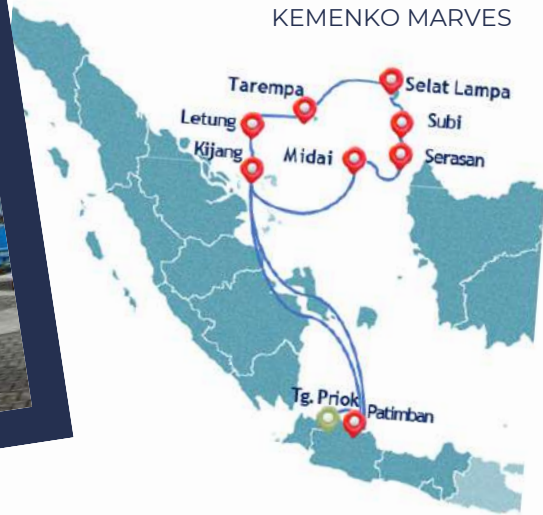 KEMENKO MARVES
Tarempa
Selat Lampa
Letung
Subi
Kijang
Midai
Serasan
Tg. Priok
Patimban